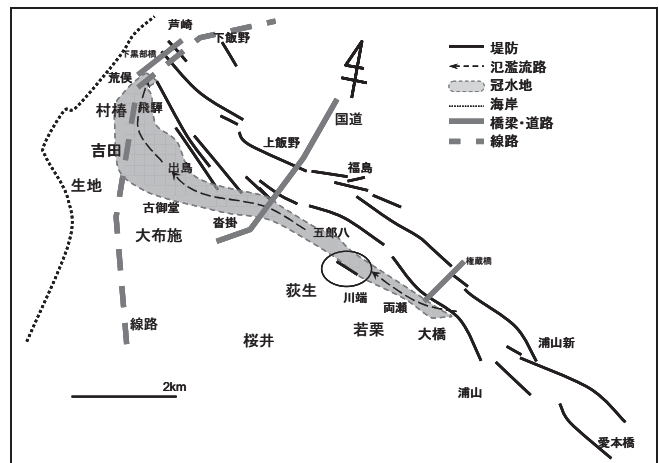 芦崎
下飯野
下黒部橋
荒俣
村椿
飛騨
国道
吉田
上飯野
福島
出島
生地
古御堂
沓掛
大布施
五郎八
権蔵橋
荻生
川端
両瀬
線路
若栗
大橋
桜井
浦山新
2km
浦山
愛本橋
堤防
氾濫流路
冠水地
海岸
橋梁・道路
線路